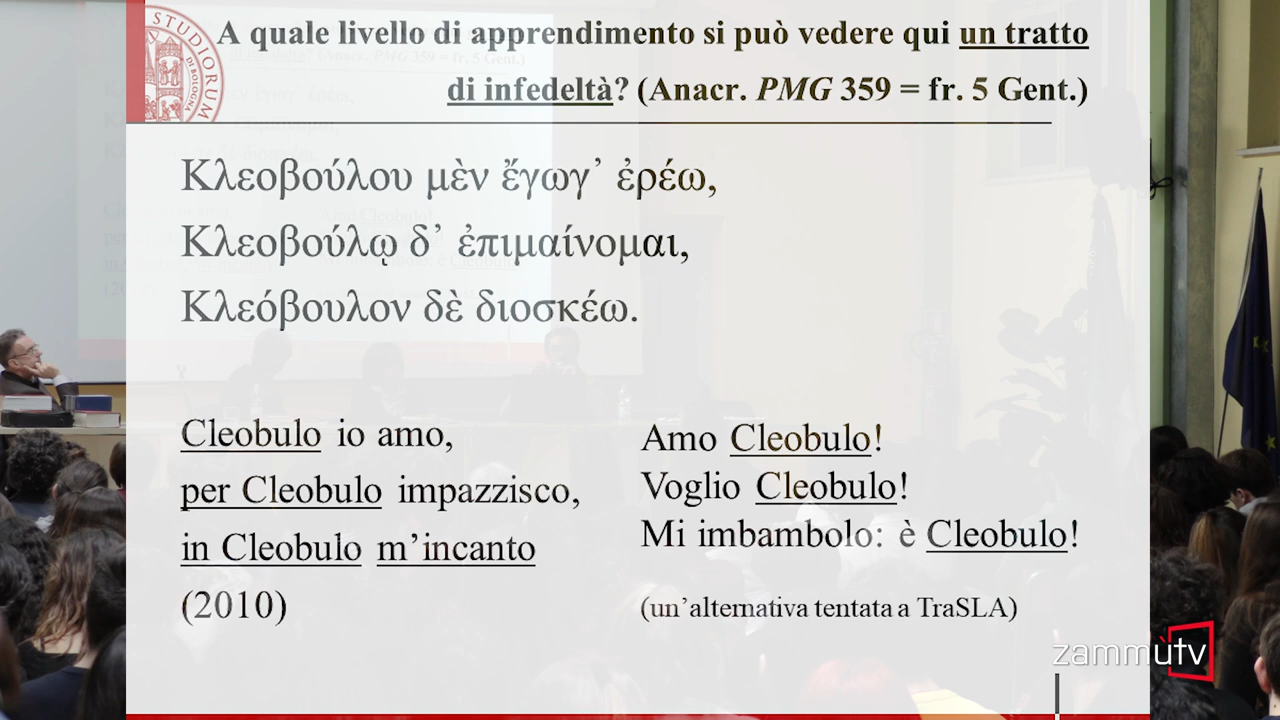 STUDIORUM
DI BOLOGNA
A quale livello di apprendimento si può vedere qui un tratto
di infedeltà? (Anacr. PMG 359 = fr. 5 Gent.)
Κλεοβούλου μὲν ἔγωγ’ ἐρέω,
Κλεοβούλῳ δ’ ἐπιμαίνομαι,
Κλεόβουλον δὲ διοσκέω.
Cleobulo io amo,
per Cleobulo impazzisco,
in Cleobulo m’incanto
(2010)
Amo Cleobulo!
Voglio Cleobulo!
Mi imbambolo: è Cleobulo!
(un’alternativa tentata a TraSLA)
zammùtv